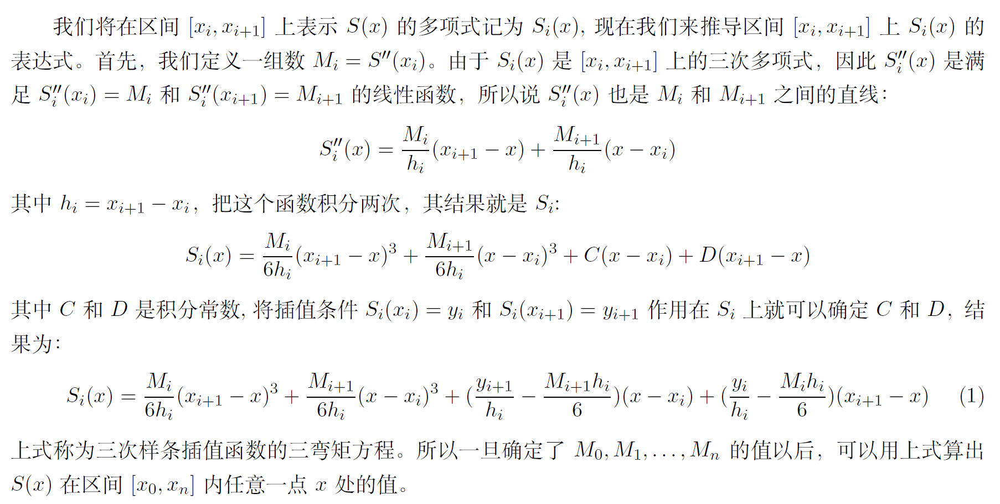 我们将在区间 $[x_i, x_{i+1}]$ 上表示 $S(x)$ 的多项式记为 $S_i(x)$, 现在我们来推导区间 $[x_i, x_{i+1}]$ 上 $S_i(x)$ 的
表达式。首先，我们定义一组数 $M_i = S''(x_i)$。由于 $S_i(x)$ 是 $[x_i, x_{i+1}]$ 上的三次多项式，因此 $S_i''(x)$ 是满
足 $S_i''(x_i) = M_i$ 和 $S_i''(x_{i+1}) = M_{i+1}$ 的线性函数，所以说 $S_i''(x)$ 也是 $M_i$ 和 $M_{i+1}$ 之间的直线：
$S_i''(x) = \frac{M_i}{h_i}(x_{i+1} - x) + \frac{M_{i+1}}{h_i}(x - x_i)$
其中 $h_i = x_{i+1} - x_i$，把这个函数积分两次，其结果就是 $S_i$:
$S_i(x) = \frac{M_i}{6h_i}(x_{i+1} - x)^3 + \frac{M_{i+1}}{6h_i}(x - x_i)^3 + C(x - x_i) + D(x_{i+1} - x)$
其中 $C$ 和 $D$ 是积分常数, 将插值条件 $S_i(x_i) = y_i$ 和 $S_i(x_{i+1}) = y_{i+1}$ 作用在 $S_i$ 上就可以确定 $C$ 和 $D$，结
果为：
$S_i(x) = \frac{M_i}{6h_i}(x_{i+1} - x)^3 + \frac{M_{i+1}}{6h_i}(x - x_i)^3 + (\frac{y_{i+1}}{h_i} - \frac{M_{i+1}h_i}{6})(x - x_i) + (\frac{y_i}{h_i} - \frac{M_i h_i}{6})(x_{i+1} - x)$ (1)
上式称为三次样条插值函数的三弯矩方程。所以一旦确定了 $M_0, M_1, \ldots, M_n$ 的值以后，可以用上式算出
$S(x)$ 在区间 $[x_0, x_n]$ 内任意一点 $x$ 处的值。